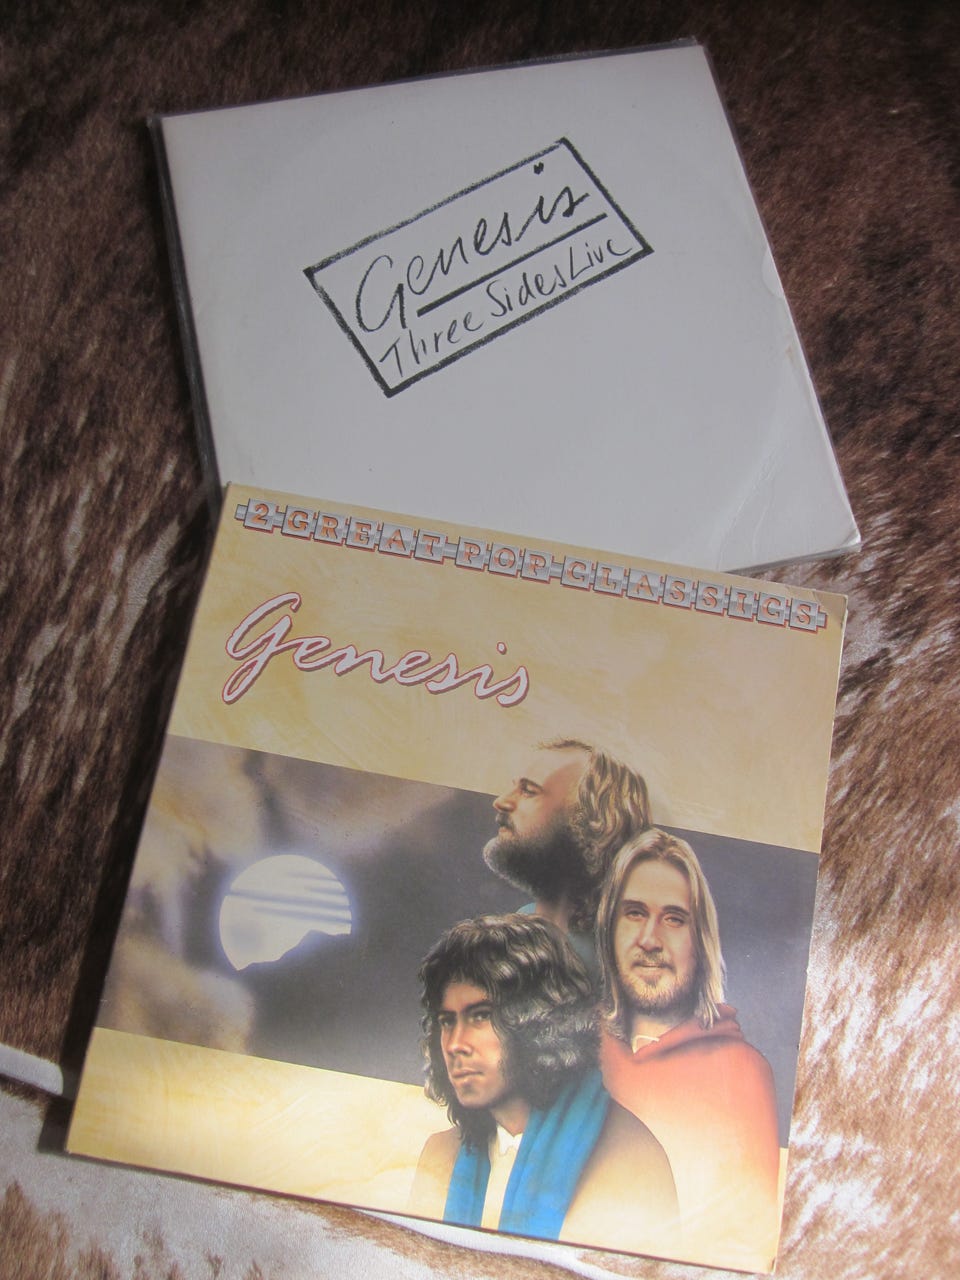 Genesis
Three Sides Live
2 GREAT POP CLASSICS
Genesis